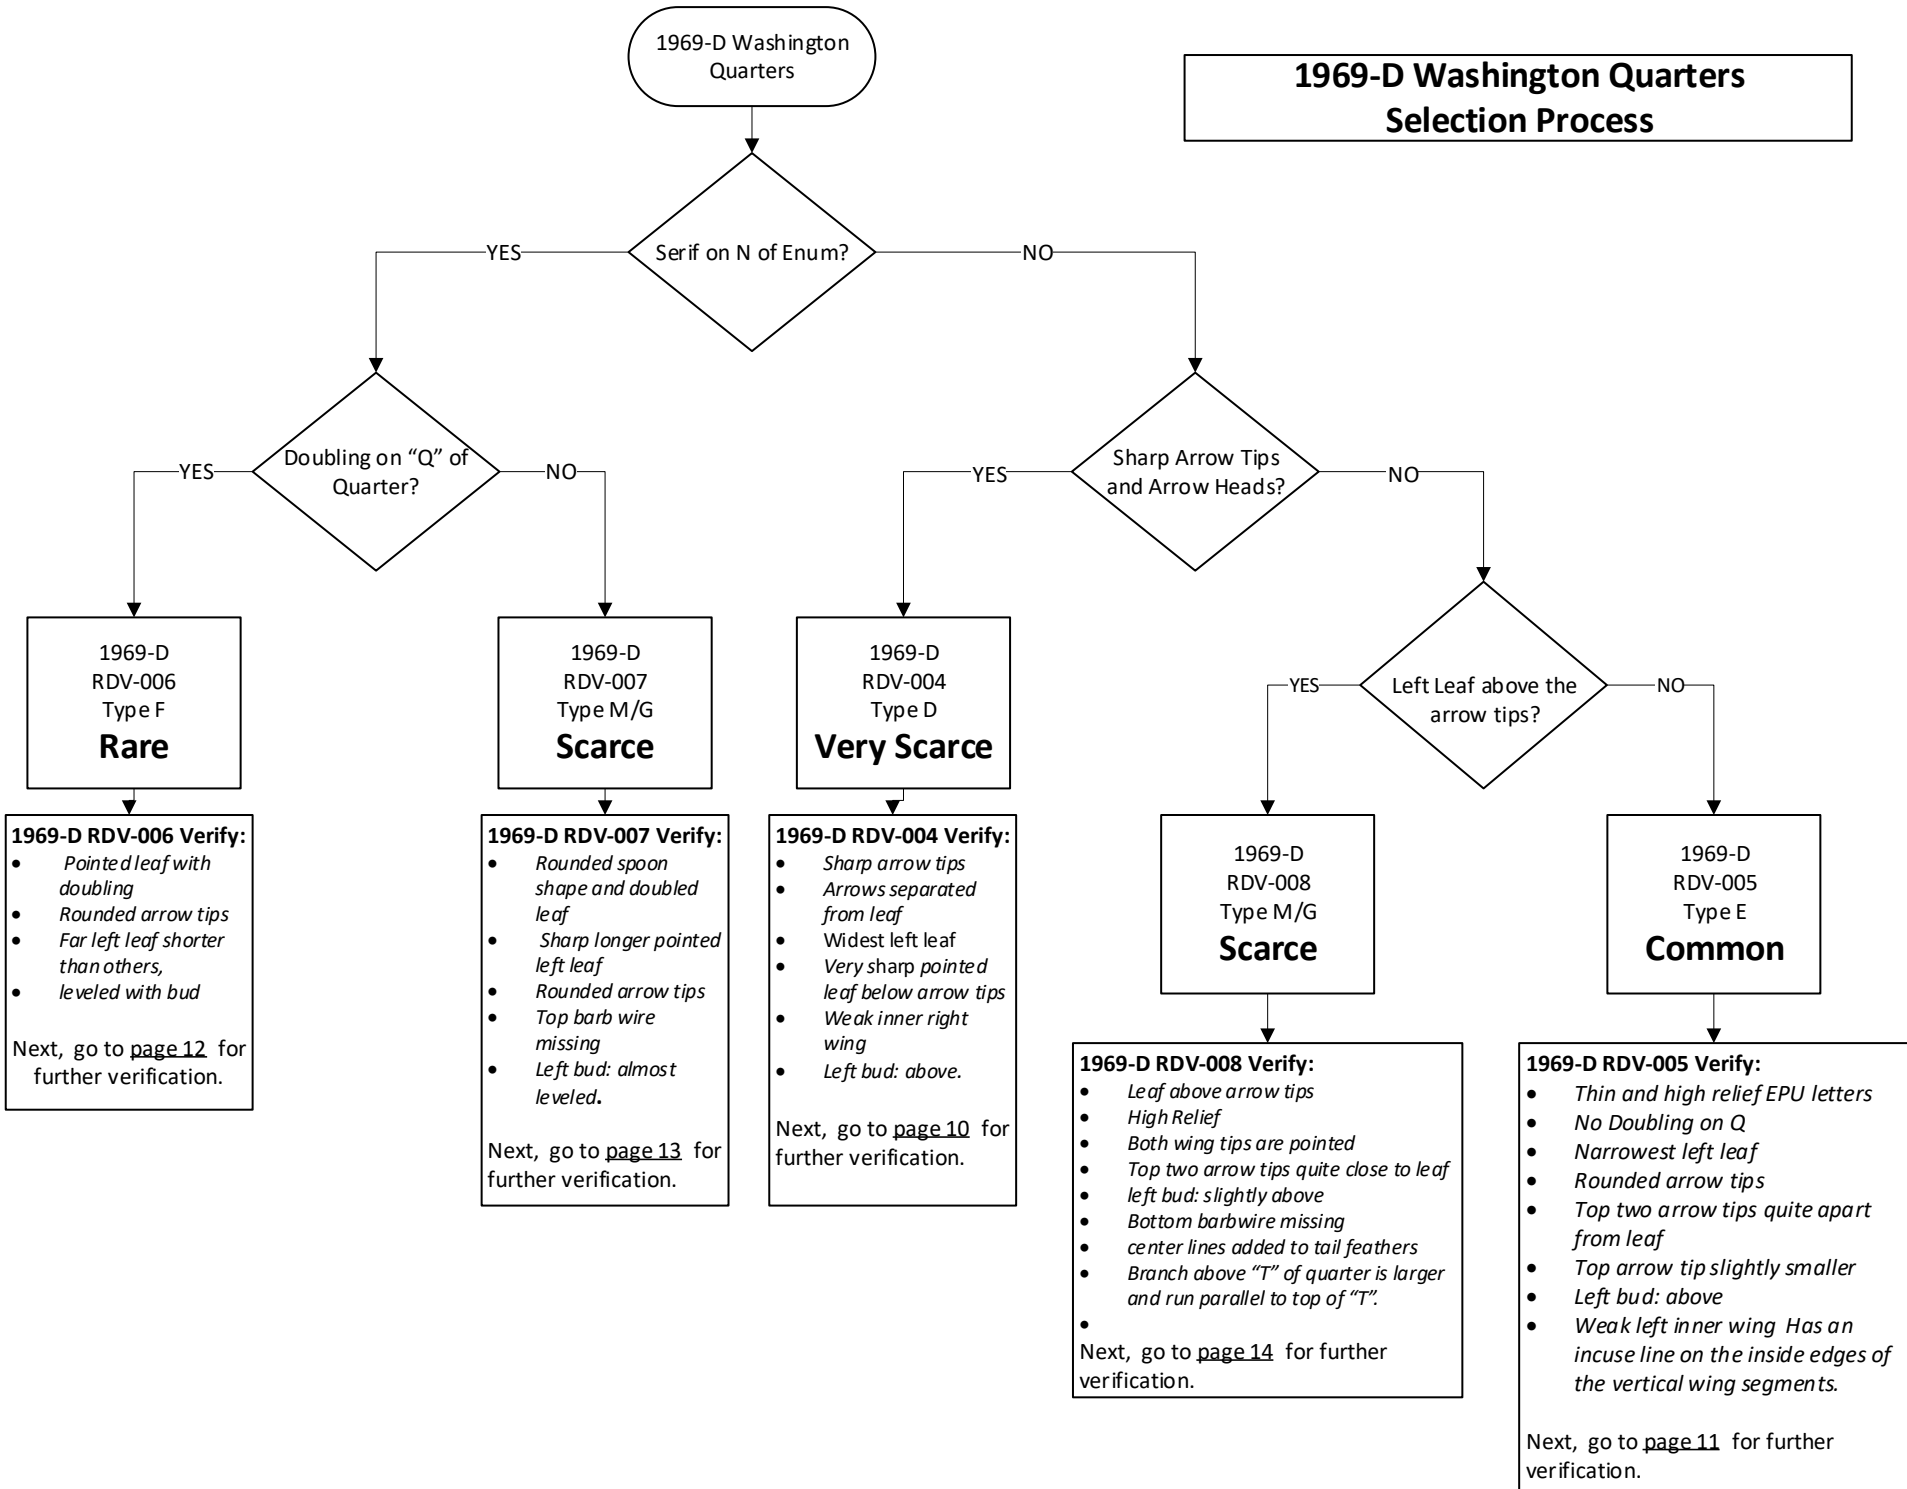 1969-D Washington
Quarters
1969-D Washington Quarters
Selection Process
Serif on N of Enum?
YES
NO
Doubling on “Q” of
Quarter?
YES
NO
Sharp Arrow Tips
and Arrow Heads?
YES
NO
Left Leaf above the
arrow tips?
YES
NO
1969-D
RDV-006
Type F
Rare
1969-D
RDV-007
Type M/G
Scarce
1969-D
RDV-004
Type D
Very Scarce
1969-D
RDV-008
Type M/G
Scarce
1969-D
RDV-005
Type E
Common
1969-D RDV-006 Verify:
• Pointed leaf with
doubling
• Rounded arrow tips
• Far left leaf shorter
than others,
• leveled with bud
Next, go to page 12 for
further verification.
1969-D RDV-007 Verify:
• Rounded spoon
shape and doubled
leaf
• Sharp longer pointed
left leaf
• Rounded arrow tips
• Top barb wire
missing
• Left bud: almost
leveled.
Next, go to page 13 for
further verification.
1969-D RDV-004 Verify:
• Sharp arrow tips
• Arrows separated
from leaf
• Widest left leaf
• Very sharp pointed
leaf below arrow tips
• Weak inner right
wing
• Left bud: above.
Next, go to page 10 for
further verification.
1969-D RDV-008 Verify:
• Leaf above arrow tips
• High Relief
• Both wing tips are pointed
• Top two arrow tips quite close to leaf
• left bud: slightly above
• Bottom barbwire missing
• center lines added to tail feathers
• Branch above “T” of quarter is larger
and run parallel to top of “T”.
•
Next, go to page 14 for further
verification.
1969-D RDV-005 Verify:
• Thin and high relief EPU letters
• No Doubling on Q
• Narrowest left leaf
• Rounded arrow tips
• Top two arrow tips quite apart
from leaf
• Top arrow tip slightly smaller
• Left bud: above
• Weak left inner wing Has an
incuse line on the inside edges of
the vertical wing segments.
Next, go to page 11 for further
verification.